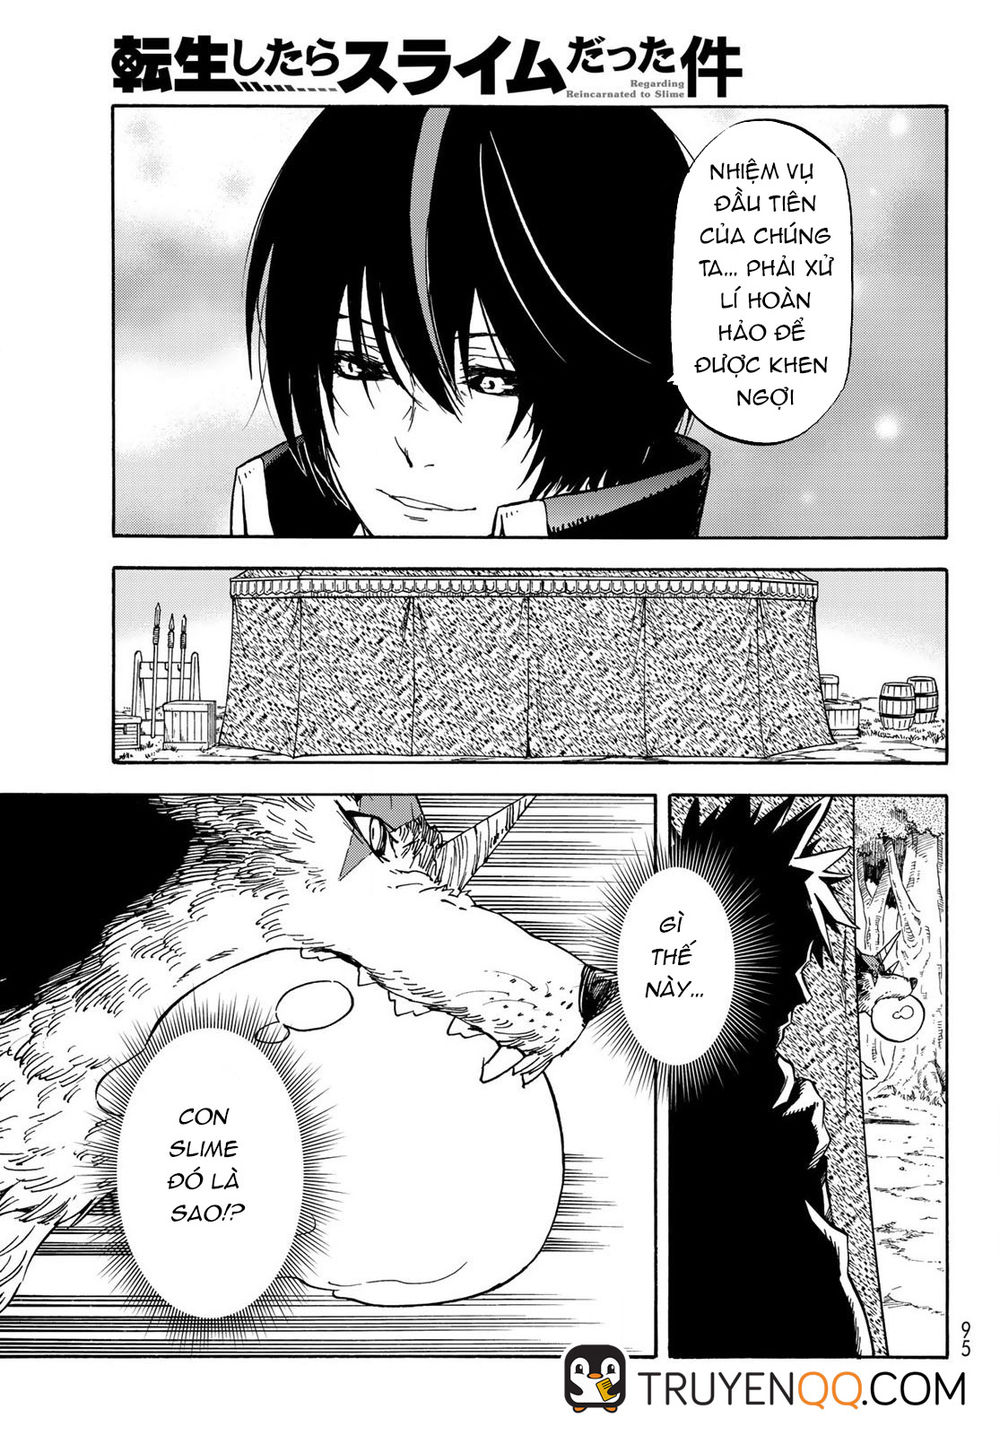 転生したらスライムだった件
Regarding
Reincarnated to Slime
NHIỆM VỤ
ĐẦU TIÊN
CỦA CHÚNG
TA... PHẢI XỬ
LÍ HOÀN
HẢO ĐỂ
ĐƯỢC KHEN
NGỢI
GÌ
THẾ
NÀY...
CON
SLIME
ĐÓ LÀ
SAO!?
95
TRUYENQQ.COM